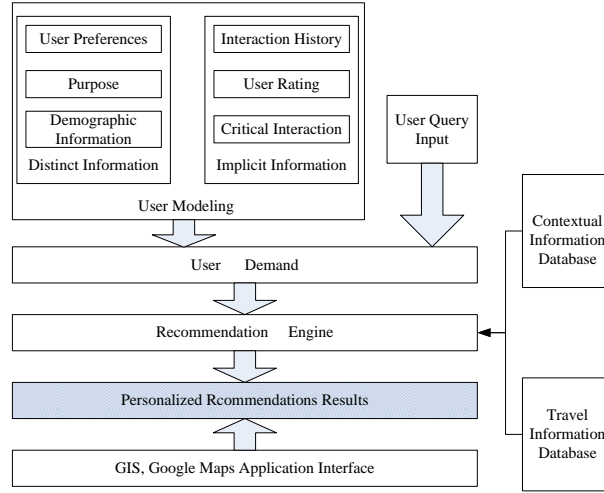 User Preferences
Purpose
Demographic
Information
Distinct Information
Interaction History
User Rating
Critical Interaction
Implicit Information
User Modeling
User Query
Input
User Demand
Recommendation Engine
Personalized Rcommendations Results
GIS, Google Maps Application Interface
Contextual
Information
Database
Travel
Information
Database